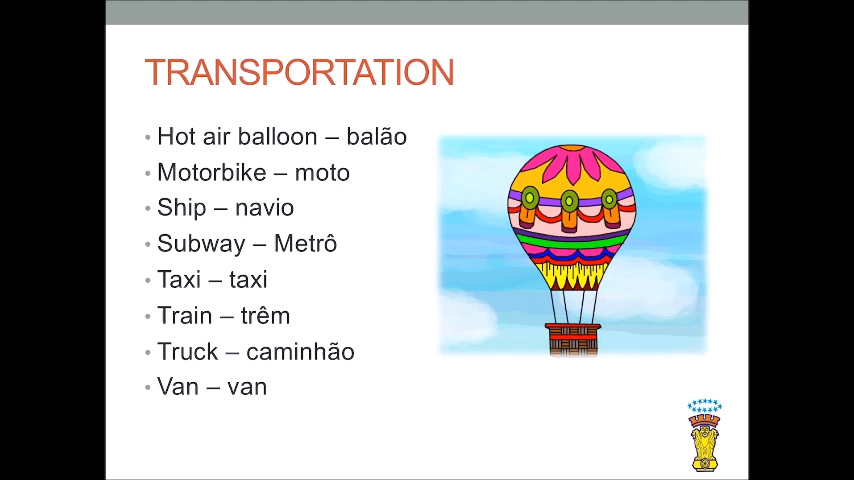 TRANSPORTATION
• Hot air balloon – balão
• Motorbike – moto
• Ship – navio
• Subway – Metrô
• Taxi – taxi
• Train – trêm
• Truck – caminhão
• Van – van